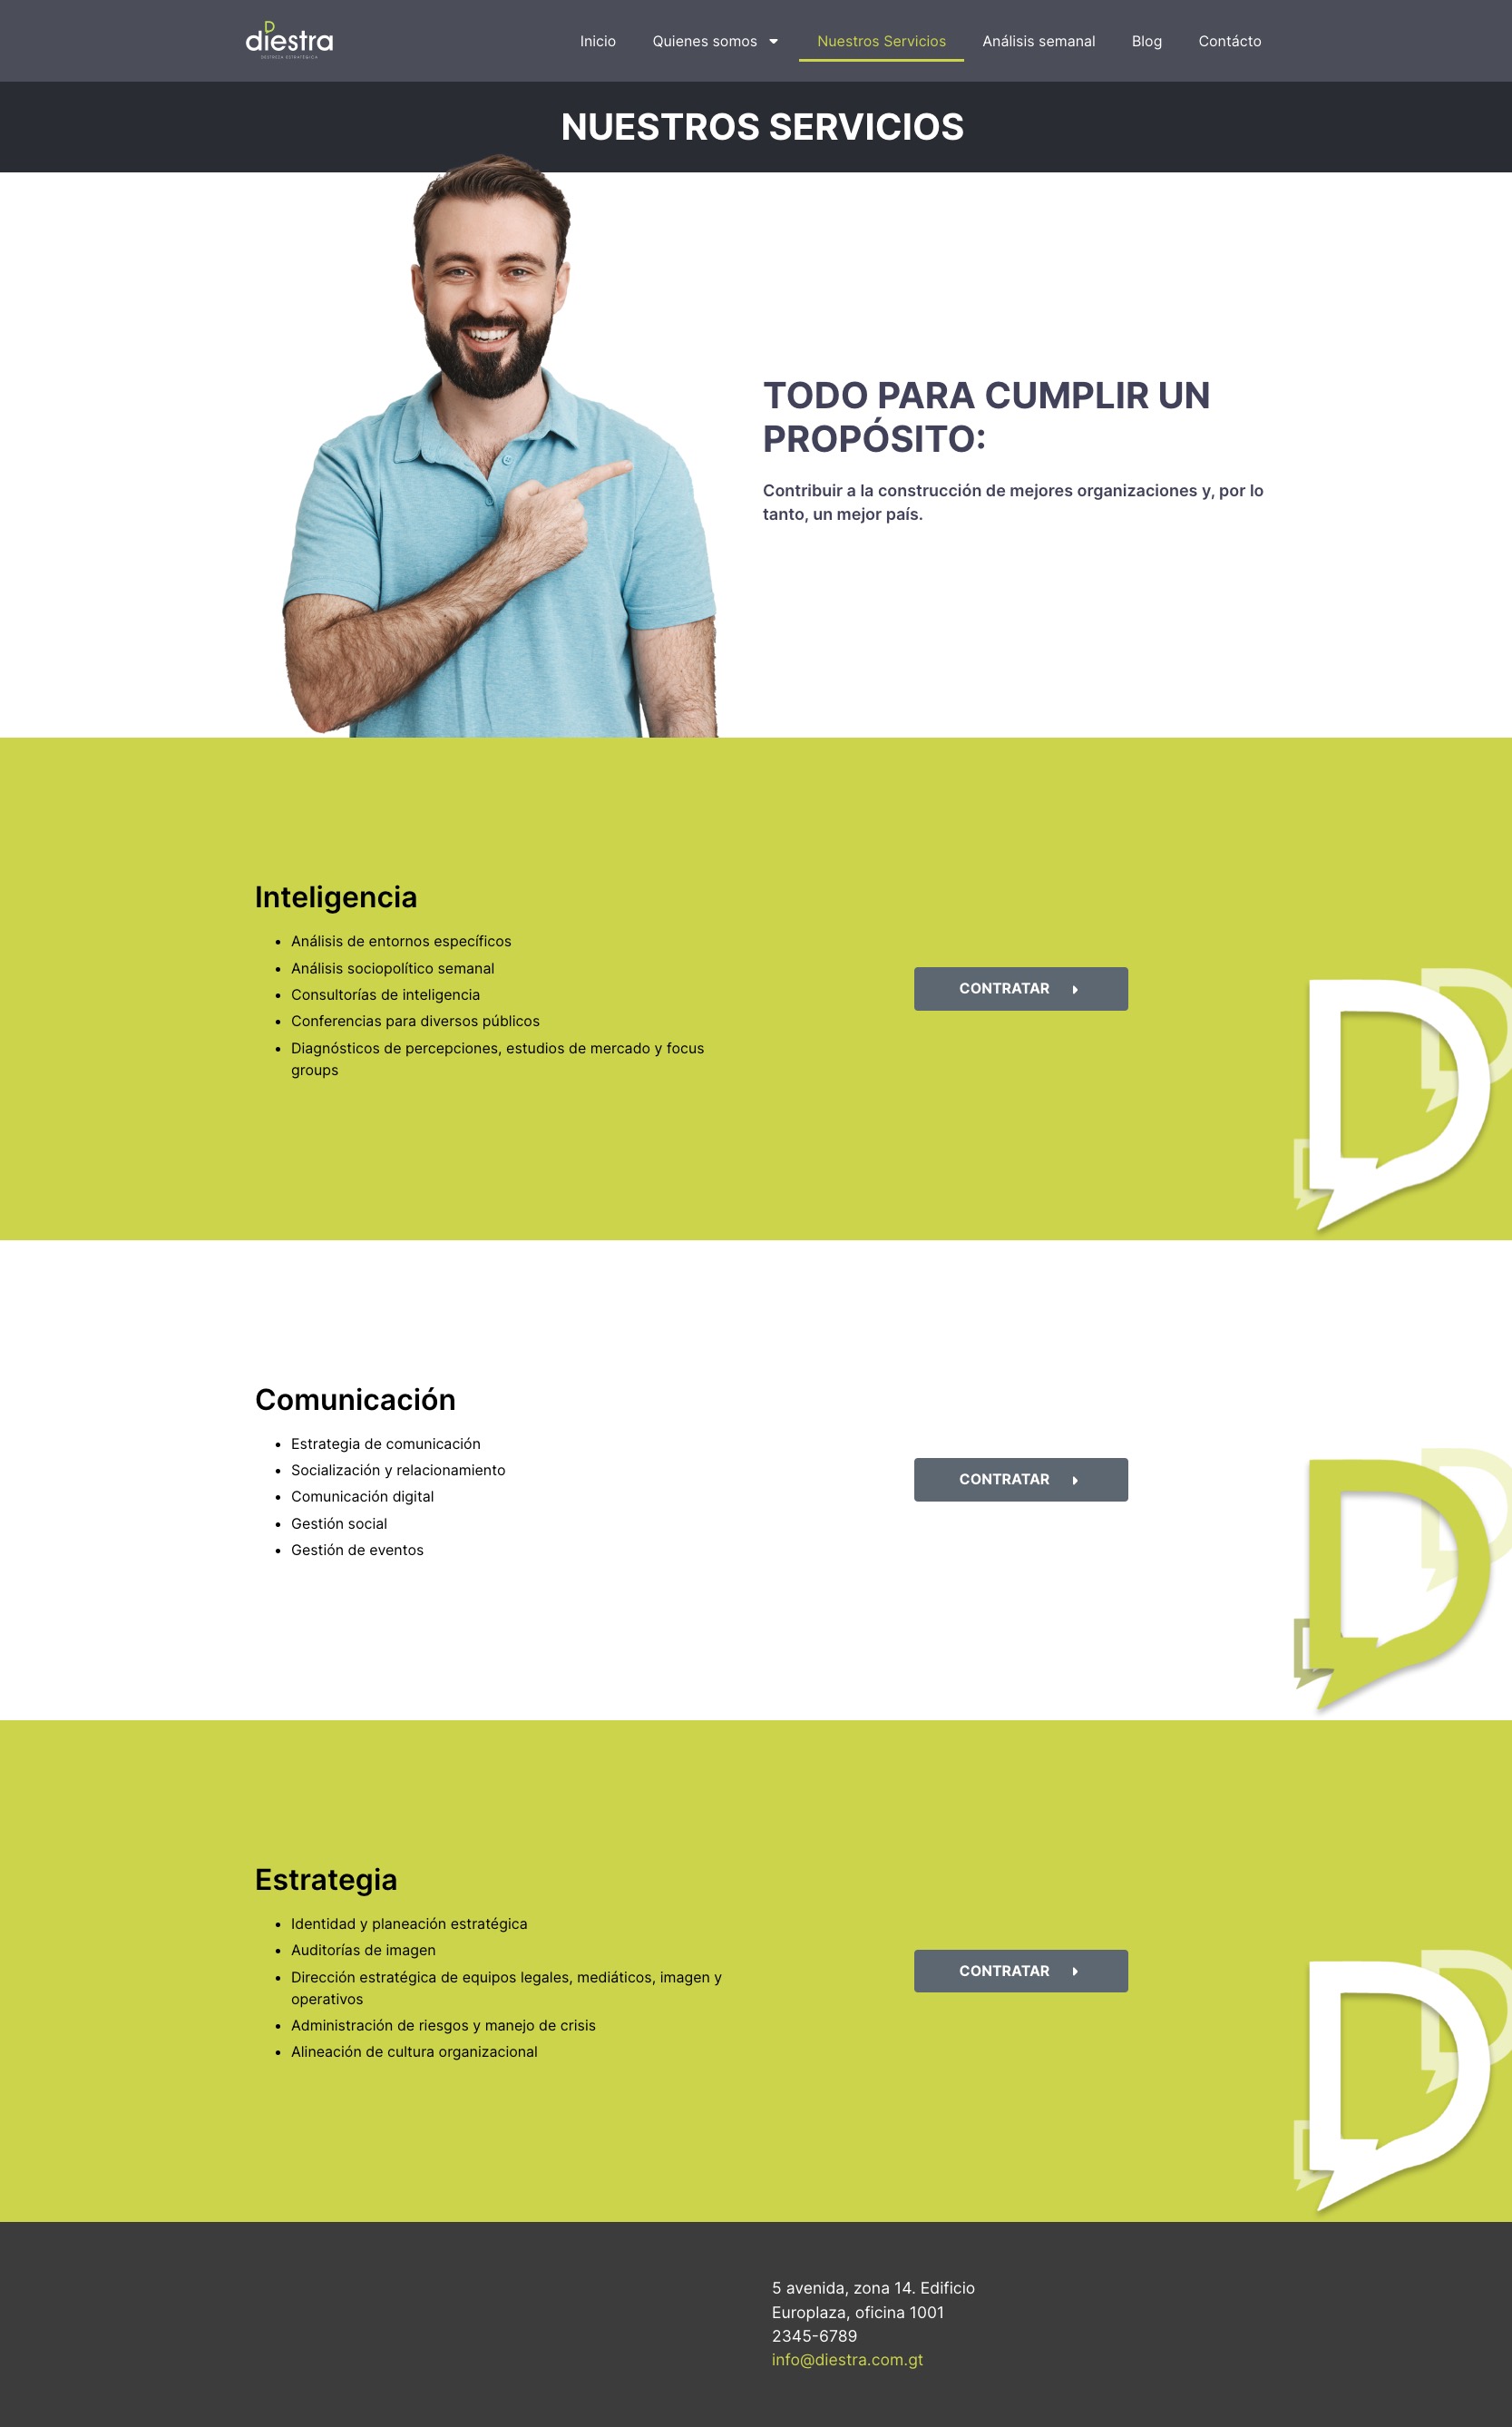 diestra
DESTREZA ESTRATÉGICA
Inicio
Quienes somos
Nuestros Servicios
Análisis semanal
Blog
Contácto
NUESTROS SERVICIOS
TODO PARA CUMPLIR UN
PROPÓSITO:
Contribuir a la construcción de mejores organizaciones y, por lo
tanto, un mejor país.
Inteligencia
• Análisis de entornos específicos
• Análisis sociopolítico semanal
• Consultorías de inteligencia
• Conferencias para diversos públicos
• Diagnósticos de percepciones, estudios de mercado y focus
groups
CONTRATAR
Comunicación
• Estrategia de comunicación
• Socialización y relacionamiento
• Comunicación digital
• Gestión social
• Gestión de eventos
CONTRATAR
Estrategia
• Identidad y planeación estratégica
• Auditorías de imagen
• Dirección estratégica de equipos legales, mediáticos, imagen y
operativos
• Administración de riesgos y manejo de crisis
• Alineación de cultura organizacional
CONTRATAR
5 avenida, zona 14. Edificio
Europlaza, oficina 1001
2345-6789
info@diestra.com.gt